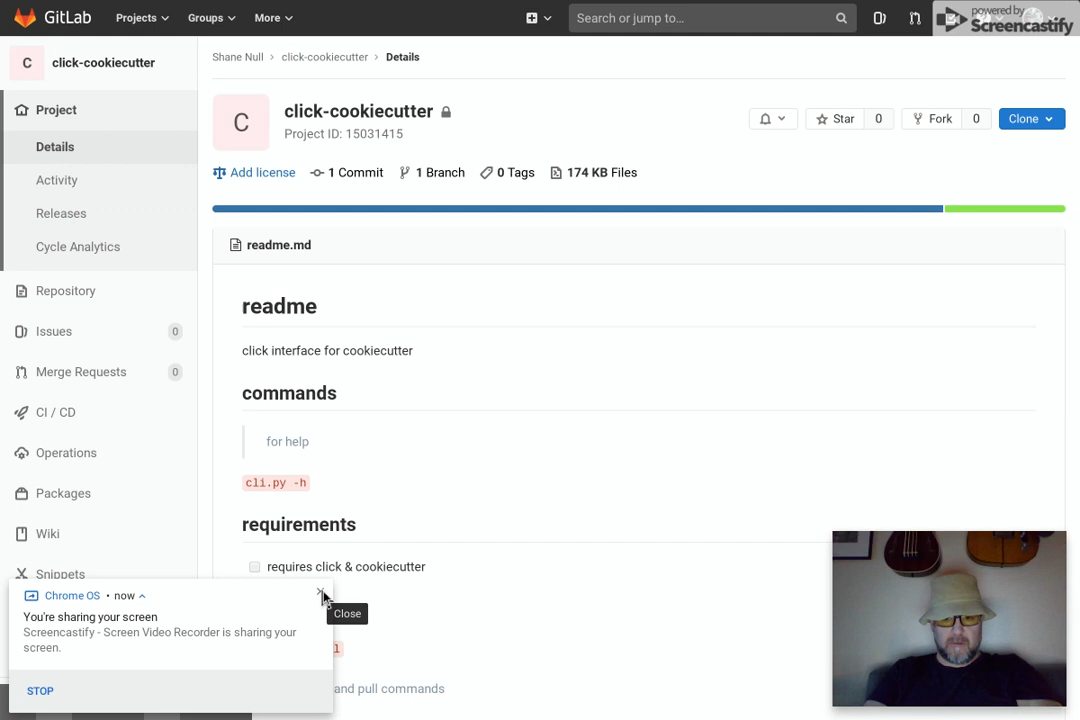 GitLab
Projects
Groups
More
Search or jump to…
powered by
Screencastify
C
click-cookiecutter
Shane Null › click-cookiecutter › Details
Project
Details
Activity
Releases
Cycle Analytics
Repository
Issues
0
Merge Requests
0
CI / CD
Operations
Packages
Wiki
Snippets
C
click-cookiecutter
Project ID: 15031415
Star
0
Fork
0
Clone
Add license
1 Commit
1 Branch
0 Tags
174 KB Files
readme.md
readme
click interface for cookiecutter
commands
for help
cli.py -h
requirements
requires click & cookiecutter
and pull commands
Chrome OS • now
You're sharing your screen
Screencastify - Screen Video Recorder is sharing your
screen.
STOP
Close